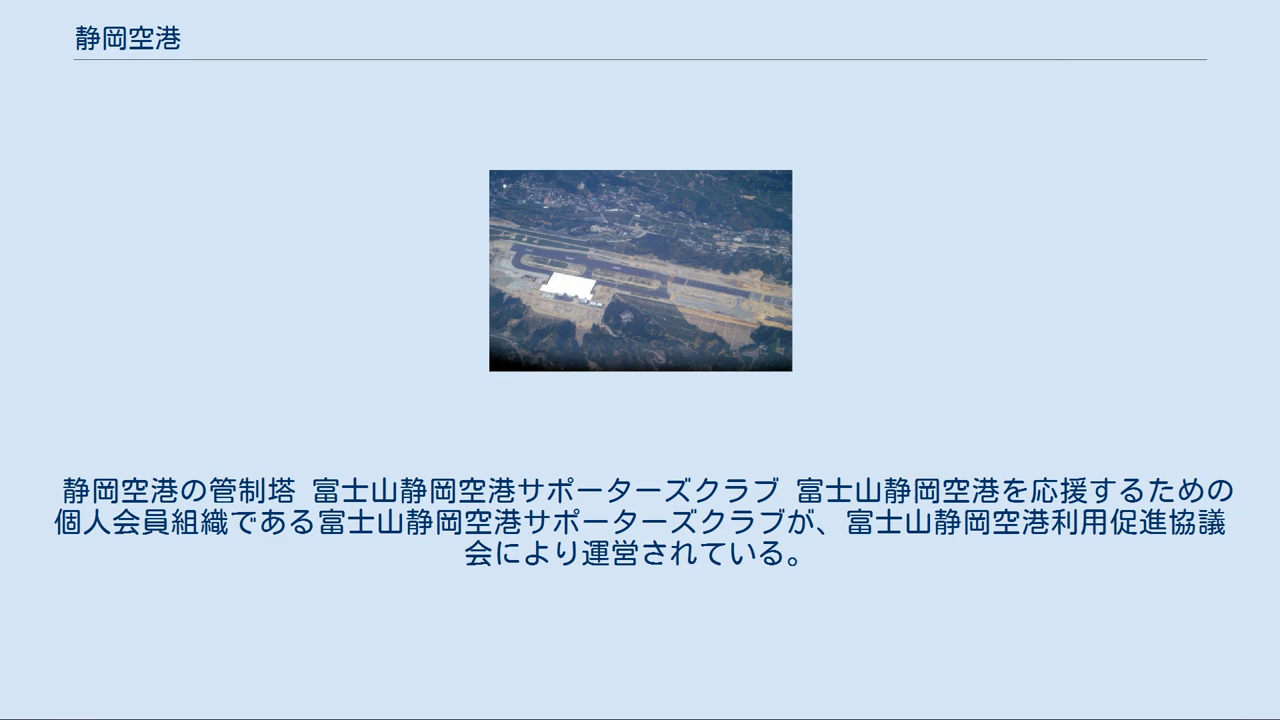 静岡空港
静岡空港の管制塔 富士山静岡空港サポーターズクラブ 富士山静岡空港を応援するための
個人会員組織である富士山静岡空港サポーターズクラブが、富士山静岡空港利用促進協議
会により運営されている。